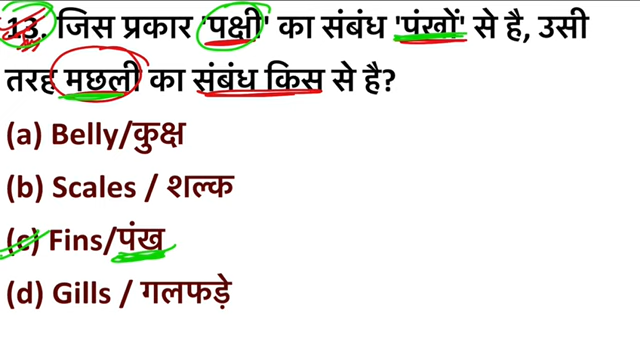 13. जिस प्रकार 'पक्षी' का संबंध 'पंखों' से है, उसी
तरह मछली का संबंध किस से है?
(a) Belly/कुक्ष
(b) Scales / शल्क
(c) Fins/पंख
(d) Gills / गलफड़े